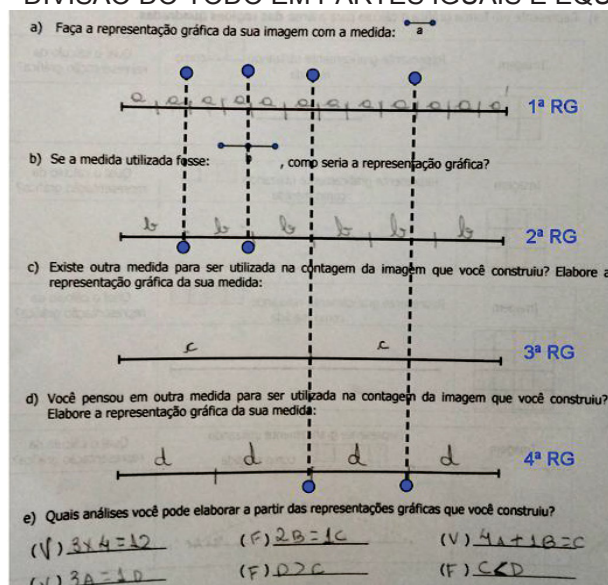 DIVISÃO DO TODO EM PARTES IGUAIS E EQU
a) Faça a representação gráfica da sua imagem com a medida: a
a a a a a a a a a a a a 1ª RG
b) Se a medida utilizada fosse: , como seria a representação gráfica?
b b b b b b 2ª RG
c) Existe outra medida para ser utilizada na contagem da imagem que você construiu? Elabore a
representação gráfica da sua medida:
c c 3ª RG
d) Você pensou em outra medida para ser utilizada na contagem da imagem que você construiu?
Elabore a representação gráfica da sua medida:
d d d d 4ª RG
e) Quais análises você pode elaborar a partir das representações gráficas que você construiu?
(V) 3x4=12 (F) 2B=1C (V) 4A+1B=C
(V) 3A=1D (F) D>C (F) C<D